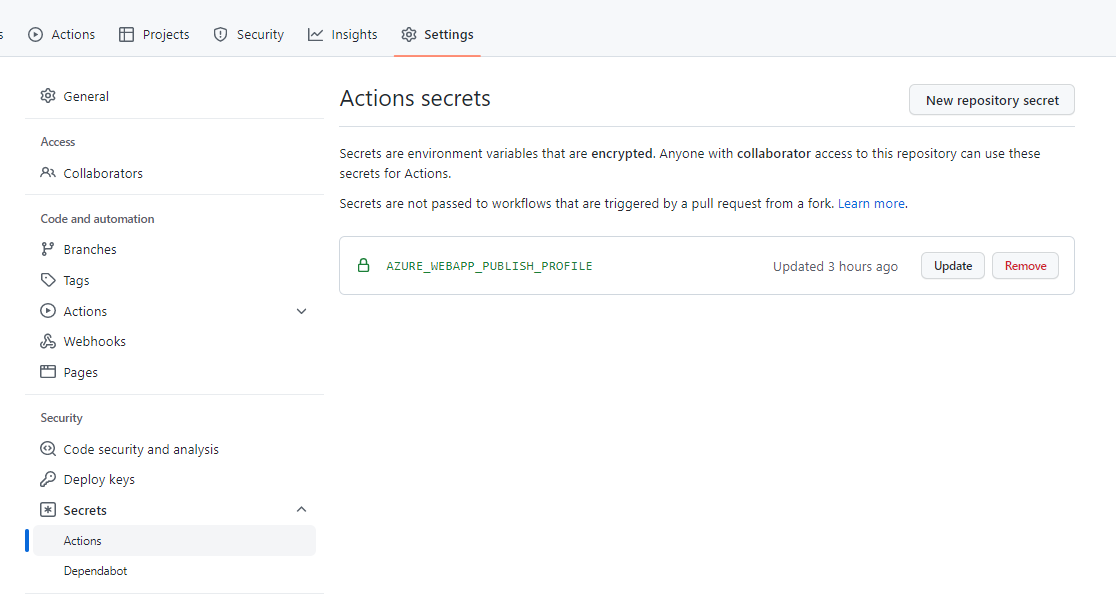 s Actions Projects Security Insights Settings
General
Access
Collaborators
Code and automation
Branches
Tags
Actions
Webhooks
Pages
Security
Code security and analysis
Deploy keys
Secrets
Actions
Dependabot
Actions secrets
New repository secret
Secrets are environment variables that are encrypted. Anyone with collaborator access to this repository can use these
secrets for Actions.
Secrets are not passed to workflows that are triggered by a pull request from a fork. Learn more.
AZURE_WEBAPP_PUBLISH_PROFILE Updated 3 hours ago Update Remove